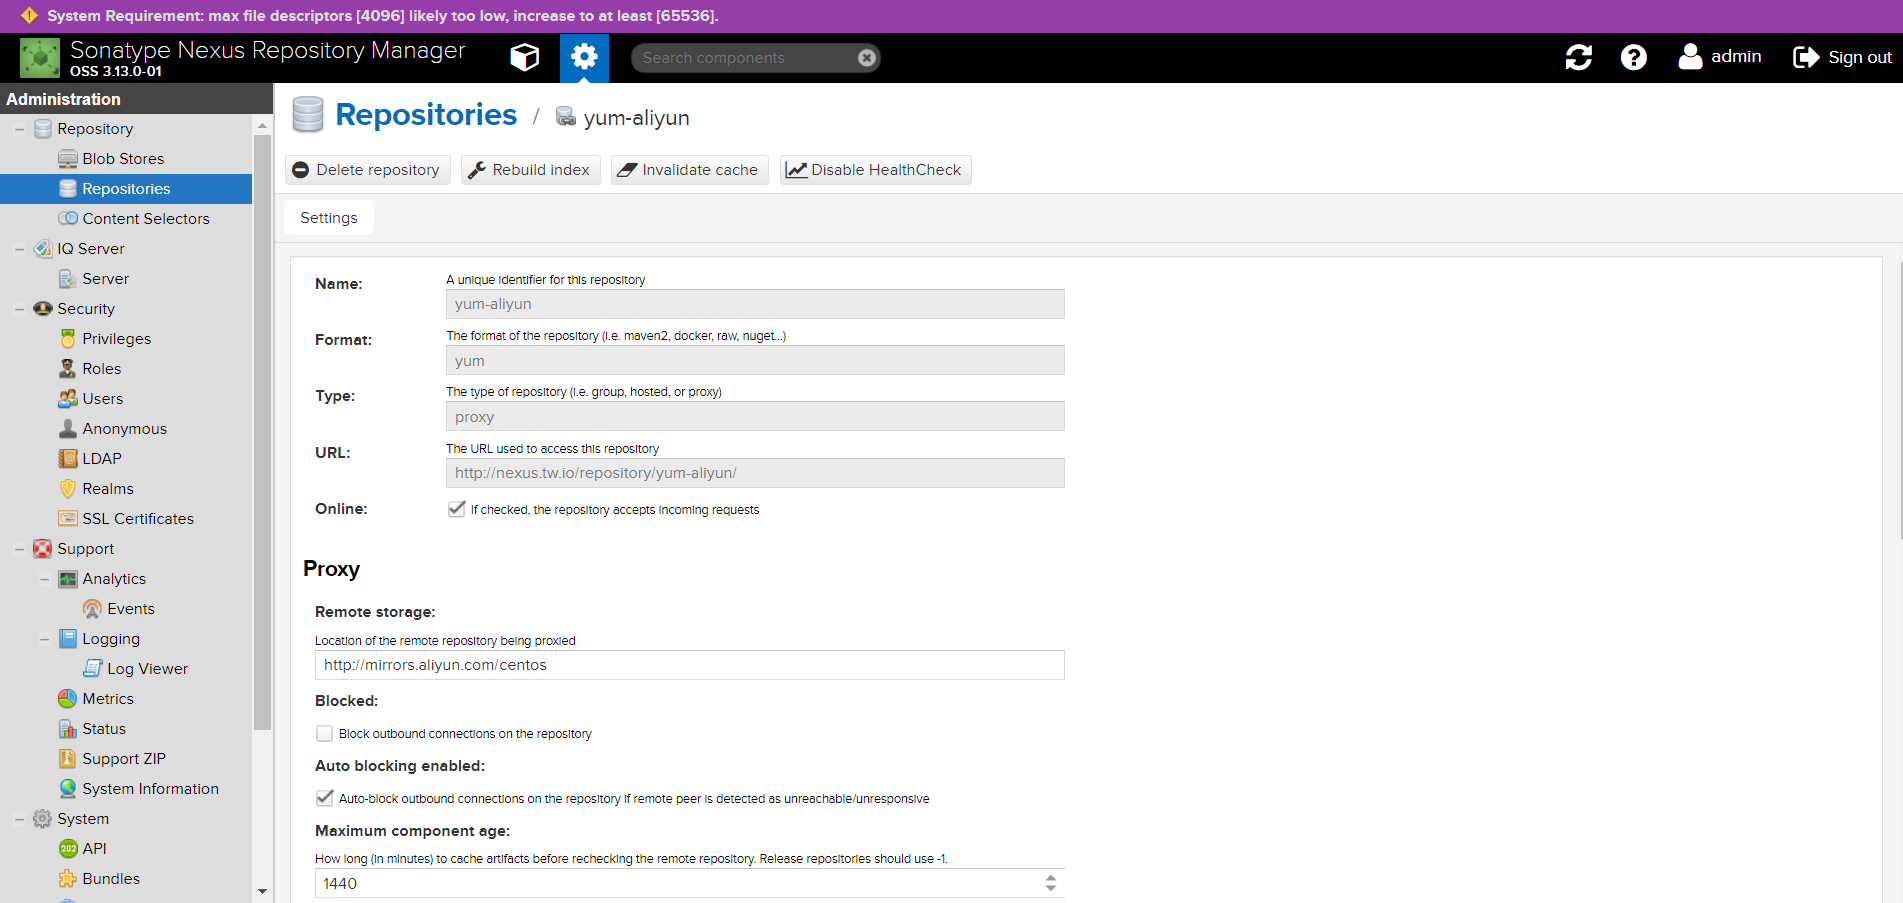 System Requirement: max file descriptors [4096] likely too low, increase to at least [65536].
Sonatype Nexus Repository Manager
OSS 3.13.0-01
Search components
admin
Sign out
Administration
Repository
Blob Stores
Repositories
Content Selectors
IQ Server
Server
Security
Privileges
Roles
Users
Anonymous
LDAP
Realms
SSL Certificates
Support
Analytics
Events
Logging
Log Viewer
Metrics
Status
Support ZIP
System Information
System
202
API
Bundles
Repositories / yum-aliyun
Delete repository
Rebuild index
Invalidate cache
Disable HealthCheck
Settings
Name:
A unique identifier for this repository
yum-aliyun
Format:
The format of the repository (i.e. maven2, docker, raw, nuget...)
yum
Type:
The type of repository (i.e. group, hosted, or proxy)
proxy
URL:
The URL used to access this repository
http://nexus.tw.io/repository/yum-aliyun/
Online:
If checked, the repository accepts incoming requests
Proxy
Remote storage:
Location of the remote repository being proxied
http://mirrors.aliyun.com/centos
Blocked:
Block outbound connections on the repository
Auto blocking enabled:
Auto-block outbound connections on the repository if remote peer is detected as unreachable/unresponsive
Maximum component age:
How long (in minutes) to cache artifacts before rechecking the remote repository. Release repositories should use -1.
1440